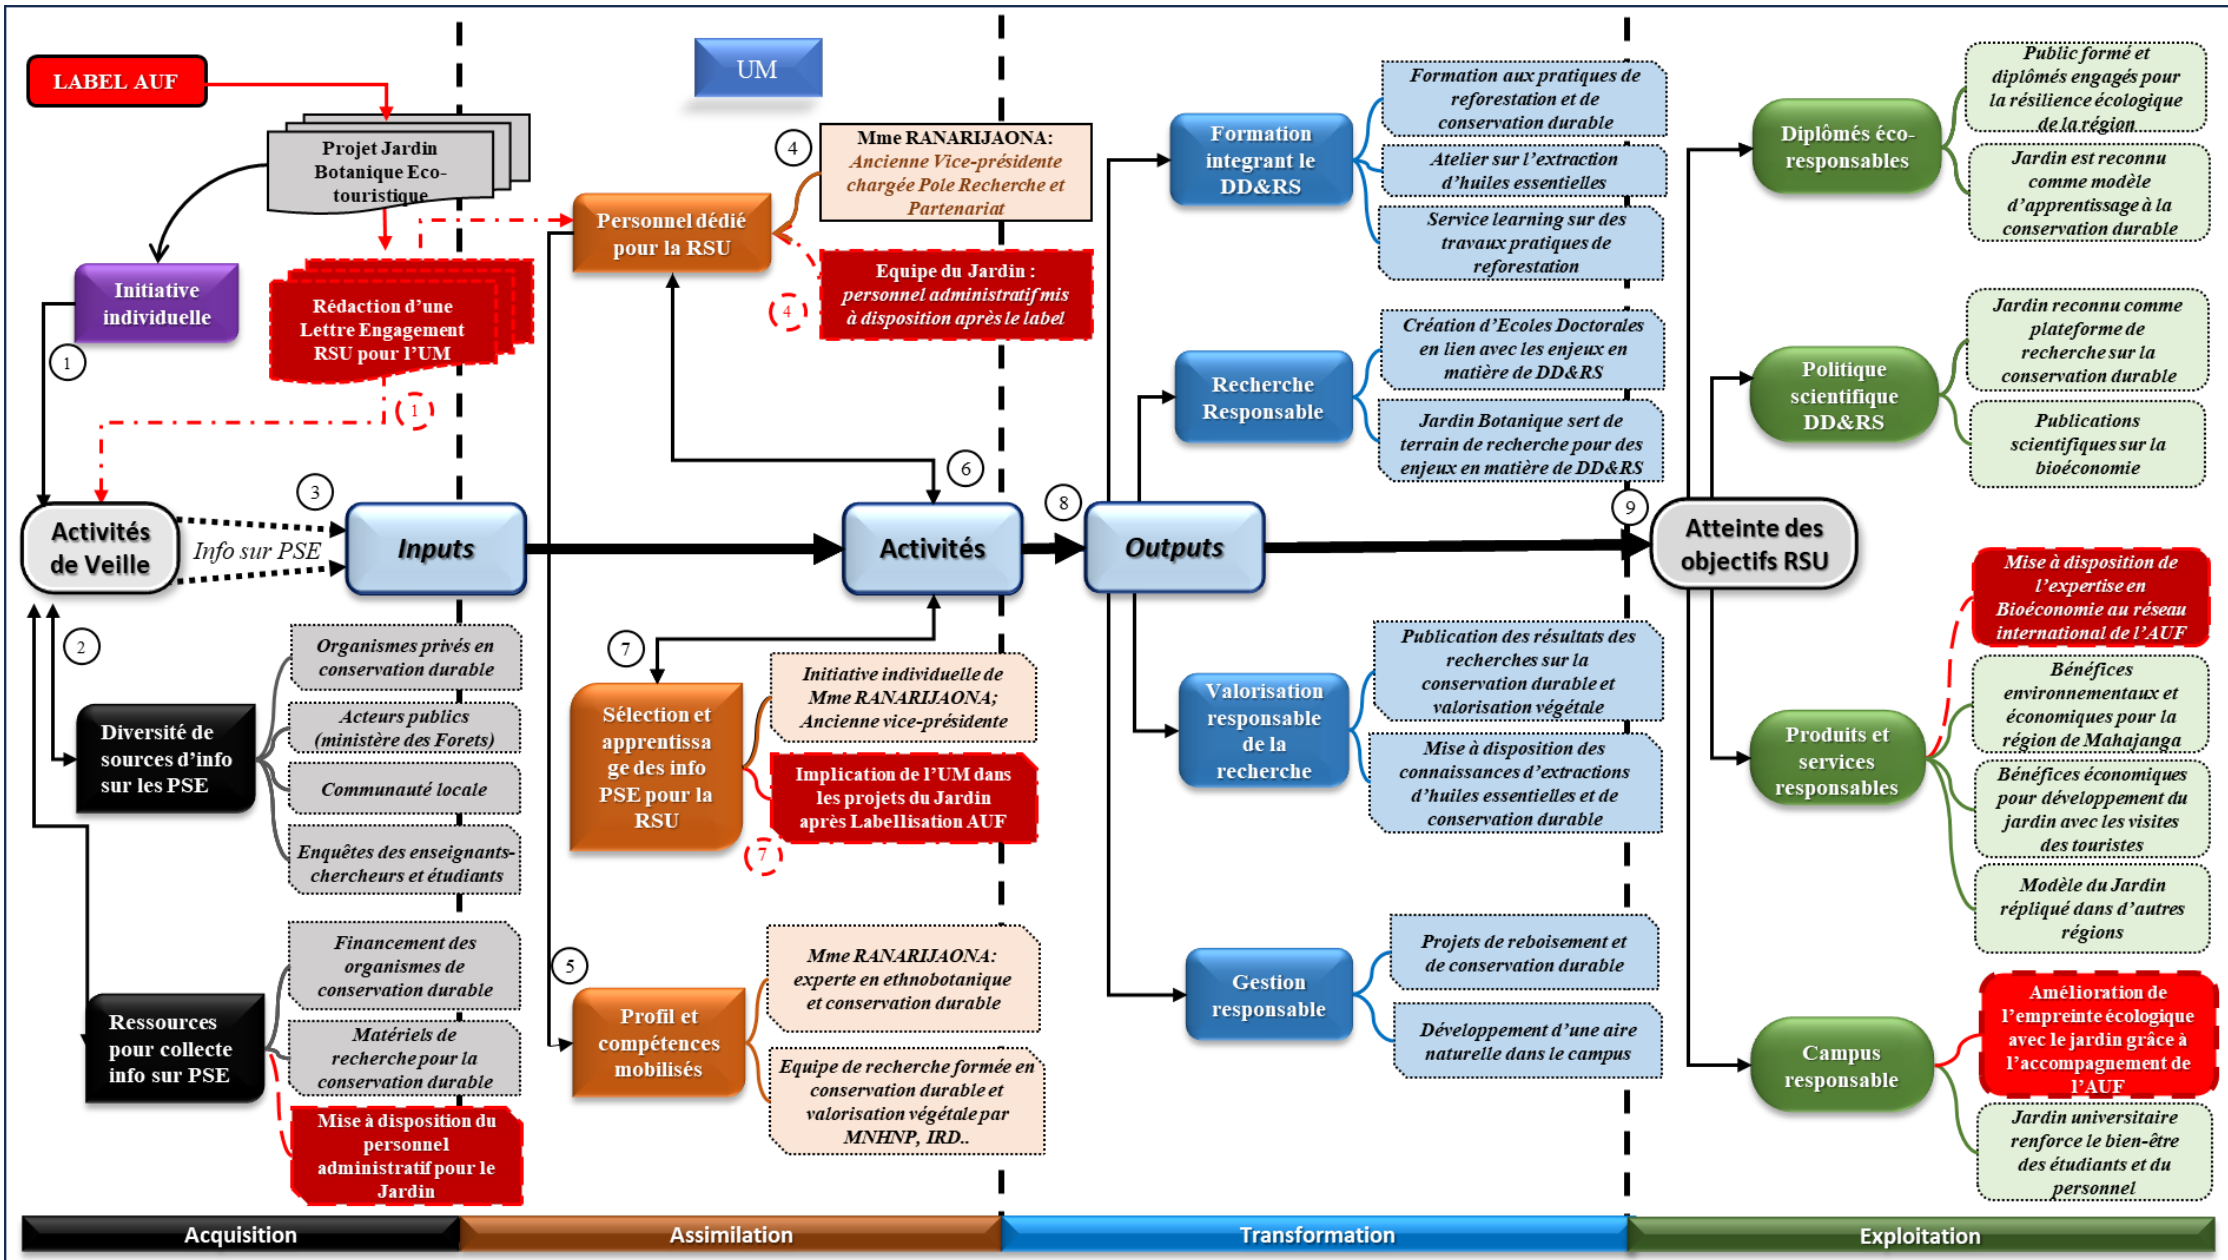 LABEL AUF
UM
Projet Jardin
Botanique Eco-
touristique
Initiative
individuelle
1
Rédaction d'une
Lettre Engagement
RSU pour l'UM
1
Activités
de Veille
3
Info sur PSE
Inputs
2
Diversité de
sources d'info
sur les PSE
Organismes privés en
conservation durable
Acteurs publics
(ministère des Forets)
Communauté locale
Enquêtes des enseignants-
chercheurs et étudiants
Ressources
pour collecte
info sur PSE
Financement des
organismes de
conservation durable
Matériels de
recherche pour la
conservation durable
Mise à disposition du
personnel
administratif pour le
Jardin
4
Mme RANARIJAONA:
Ancienne Vice-présidente
chargée Pole Recherche et
Partenariat
Personnel dédié
pour la RSU
4
Equipe du Jardin :
personnel administratif mis
à disposition après le label
6
Activités
7
Sélection et
apprentissa
ge des info
PSE pour la
RSU
Initiative individuelle de
Mme RANARIJAONA;
Ancienne vice-présidente
Implication de l'UM dans
les projets du Jardin
après Labellisation AUF
7
5
Profil et
compétences
mobilisés
Mme RANARIJAONA:
experte en ethnobotanique
et conservation durable
Equipe de recherche formée en
conservation durable et
valorisation végétale par
MNHNP, IRD..
8
Outputs
Formation
integrant le
DD&RS
Formation aux pratiques de
reforestation et de
conservation durable
Atelier sur l'extraction
d'huiles essentielles
Service learning sur des
travaux pratiques de
reforestation
Recherche
Responsable
Création d'Ecoles Doctorales
en lien avec les enjeux en
matière de DD&RS
Jardin Botanique sert de
terrain de recherche pour des
enjeux en matière de DD&RS
Valorisation
responsable
de la
recherche
Publication des résultats des
recherches sur la
conservation durable et
valorisation végétale
Mise à disposition des
connaissances d'extractions
d'huiles essentielles et de
conservation durable
Gestion
responsable
Projets de reboisement et
de conservation durable
Développement d'une aire
naturelle dans le campus
9
Atteinte des
objectifs RSU
Diplômés éco-
responsables
Public formé et
diplômés engagés pour
la résilience écologique
de la région
Jardin est reconnu
comme modèle
d'apprentissage à la
conservation durable
Politique
scientifique
DD&RS
Jardin reconnu comme
plateforme de
recherche sur la
conservation durable
Publications
scientifiques sur la
bioéconomie
Produits et
services
responsables
Mise à disposition de
l'expertise en
Bioéconomie au réseau
international de l'AUF
Bénéfices
environnementaux et
économiques pour la
région de Mahajanga
Bénéfices économiques
pour développement du
jardin avec les visites
des touristes
Modèle du Jardin
répliqué dans d'autres
régions
Campus
responsable
Amélioration de
l'empreinte écologique
avec le jardin grâce à
l'accompagnement de
l'AUF
Jardin universitaire
renforce le bien-être
des étudiants et du
personnel
Acquisition
Assimilation
Transformation
Exploitation